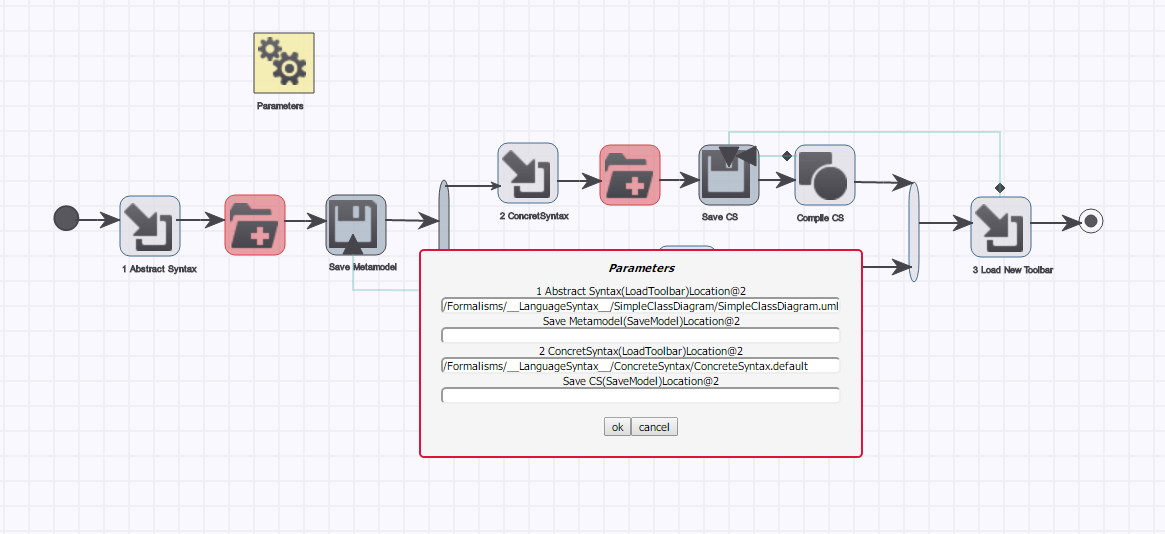 Parameters
2 ConcretSyntax
Save CS
Compile CS
1 Abstract Syntax
Save Metamodel
3 Load New Toolbar
Parameters
1 Abstract Syntax(LoadToolbar)Location@2
/Formalisms/__LanguageSyntax__/SimpleClassDiagram/SimpleClassDiagram.uml
Save Metamodel(SaveModel)Location@2
2 ConcretSyntax(LoadToolbar)Location@2
/Formalisms/__LanguageSyntax__/ConcreteSyntax/ConcreteSyntax.default
Save CS(SaveModel)Location@2
ok cancel